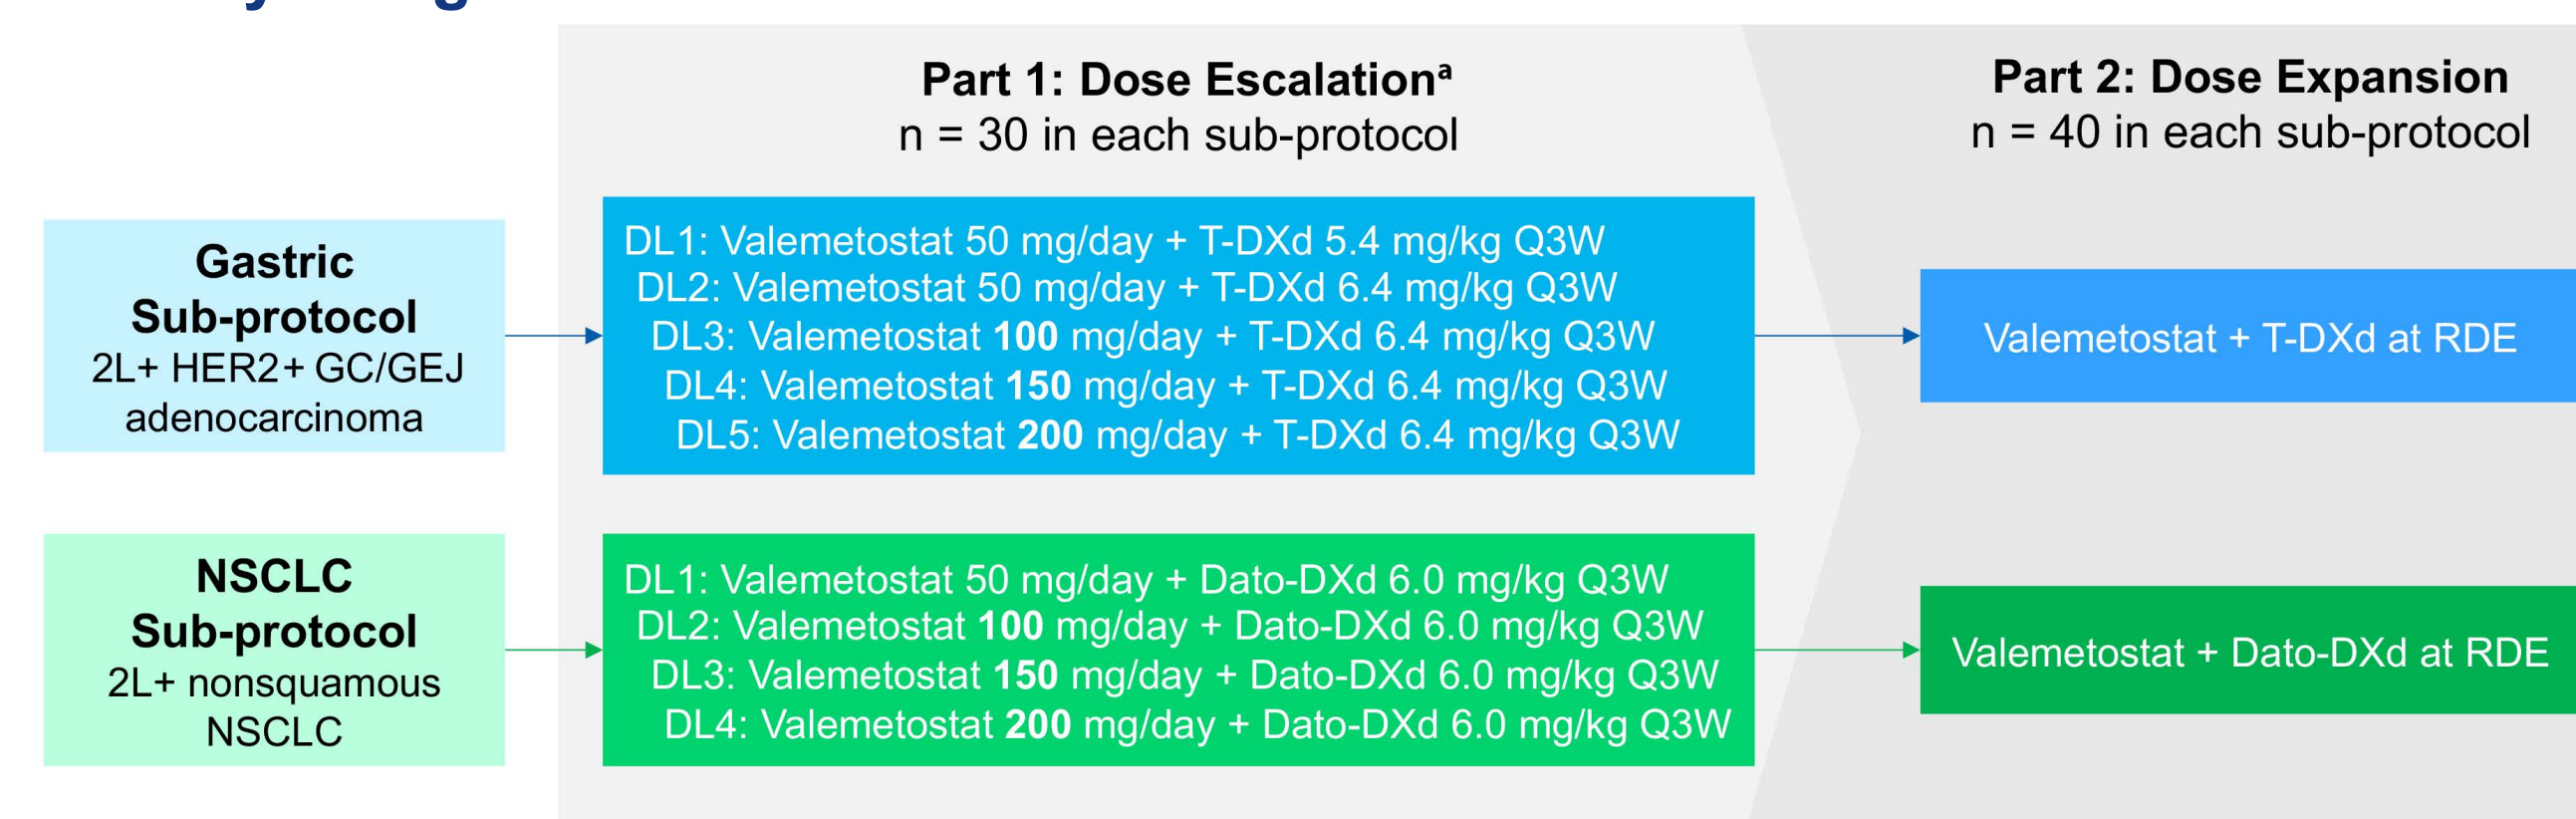 Part 1: Dose Escalationᵃ
n = 30 in each sub-protocol
Part 2: Dose Expansion
n = 40 in each sub-protocol
Gastric
Sub-protocol
2L+ HER2+ GC/GEJ
adenocarcinoma
DL1: Valemetostat 50 mg/day + T-DXd 5.4 mg/kg Q3W
DL2: Valemetostat 50 mg/day + T-DXd 6.4 mg/kg Q3W
DL3: Valemetostat 100 mg/day + T-DXd 6.4 mg/kg Q3W
DL4: Valemetostat 150 mg/day + T-DXd 6.4 mg/kg Q3W
DL5: Valemetostat 200 mg/day + T-DXd 6.4 mg/kg Q3W
Valemetostat + T-DXd at RDE
NSCLC
Sub-protocol
2L+ nonsquamous
NSCLC
DL1: Valemetostat 50 mg/day + Dato-DXd 6.0 mg/kg Q3W
DL2: Valemetostat 100 mg/day + Dato-DXd 6.0 mg/kg Q3W
DL3: Valemetostat 150 mg/day + Dato-DXd 6.0 mg/kg Q3W
DL4: Valemetostat 200 mg/day + Dato-DXd 6.0 mg/kg Q3W
Valemetostat + Dato-DXd at RDE